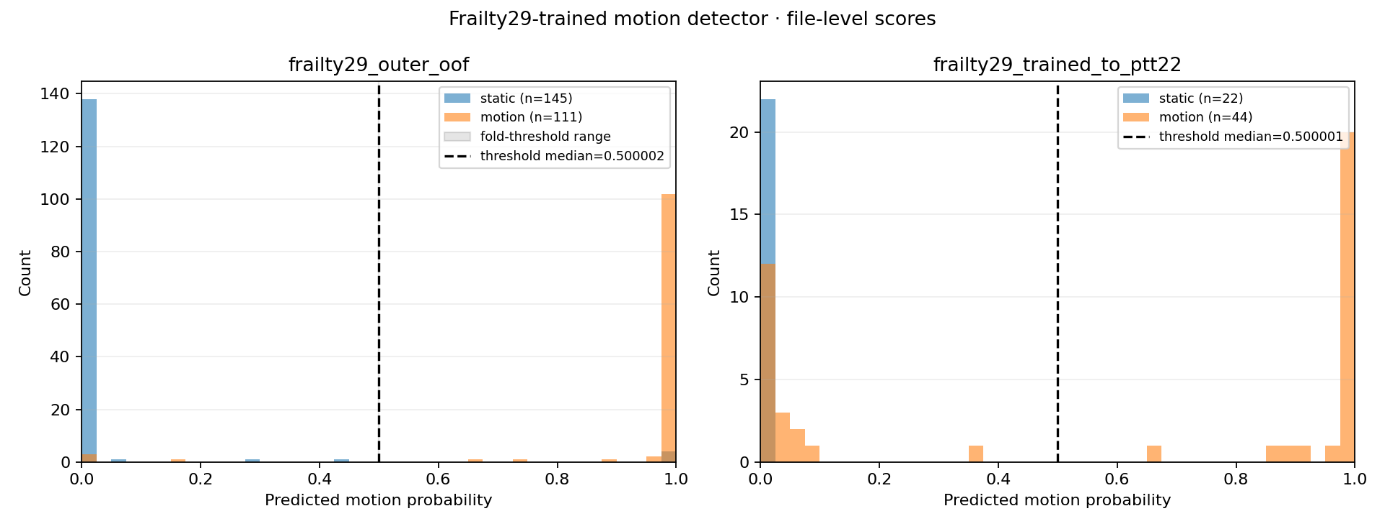 Frailty29-trained motion detector · file-level scores
frailty29_outer_oof
Count
140
120
100
80
60
40
20
0
static (n=145)
motion (n=111)
fold-threshold range
threshold median=0.500002
0.0 0.2 0.4 0.6 0.8 1.0
Predicted motion probability
frailty29_trained_to_ptt22
Count
20
15
10
5
0
static (n=22)
motion (n=44)
threshold median=0.500001
0.0 0.2 0.4 0.6 0.8 1.0
Predicted motion probability